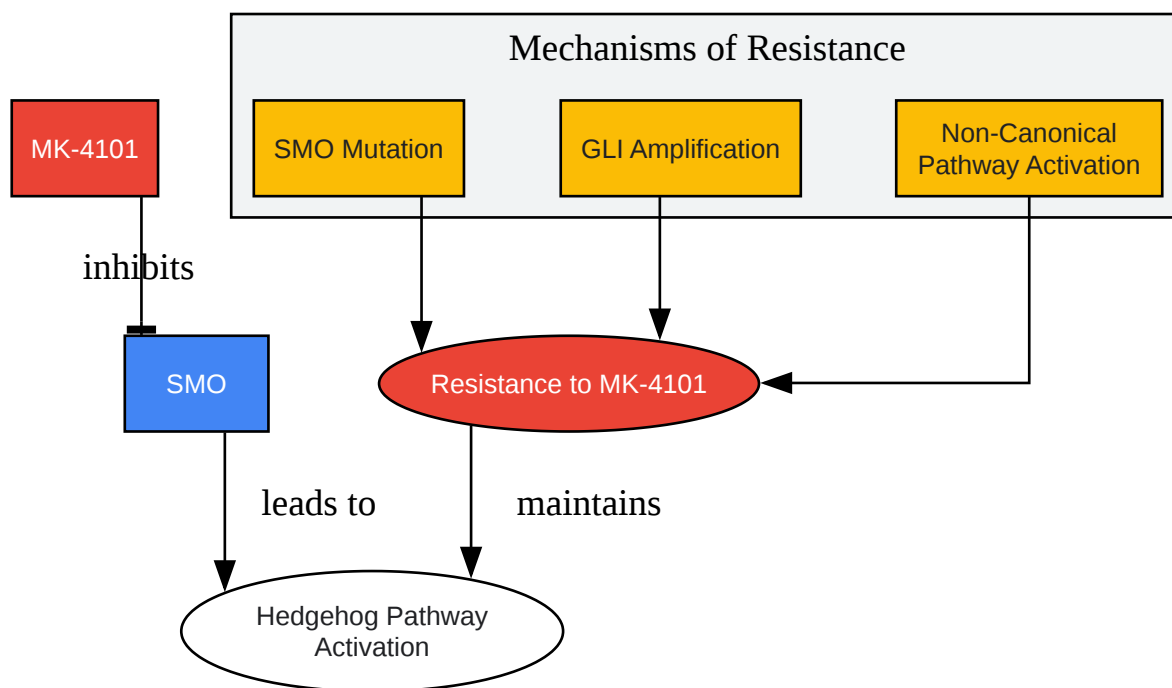 Mechanisms of Resistance
MK-4101
SMO Mutation
GLI Amplification
Non-Canonical
Pathway Activation
inhibits
SMO
Resistance to MK-4101
leads to
maintains
Hedgehog Pathway
Activation